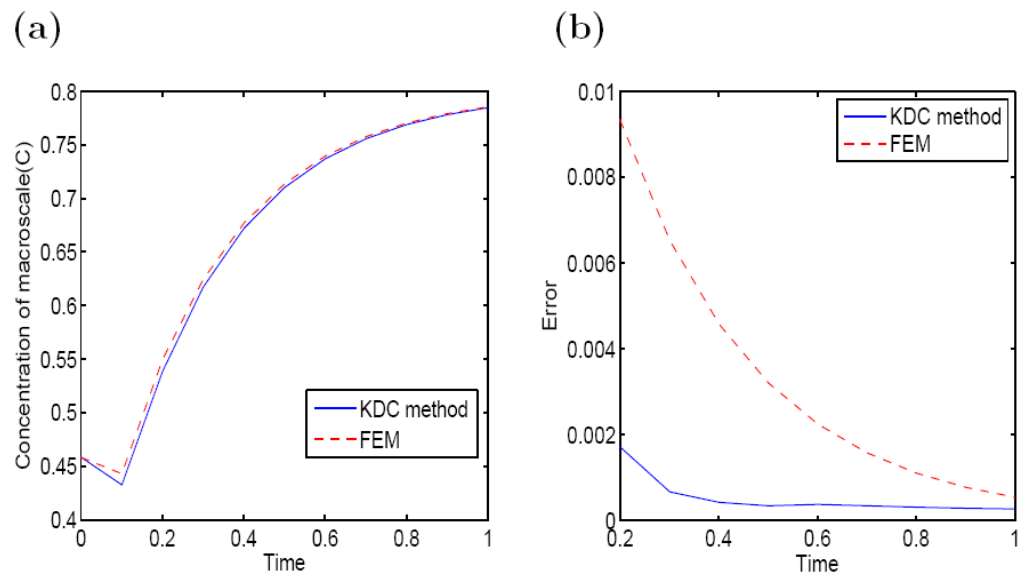 (a)
Concentration of macroscale(C)
0.8
0.75
0.7
0.65
0.6
0.55
0.5
0.45
0.4
KDC method
FEM
0 0.2 0.4 0.6 0.8 1
Time
(b)
Error
0.01
0.008
0.006
0.004
0.002
0
KDC method
FEM
0.2 0.4 0.6 0.8 1
Time